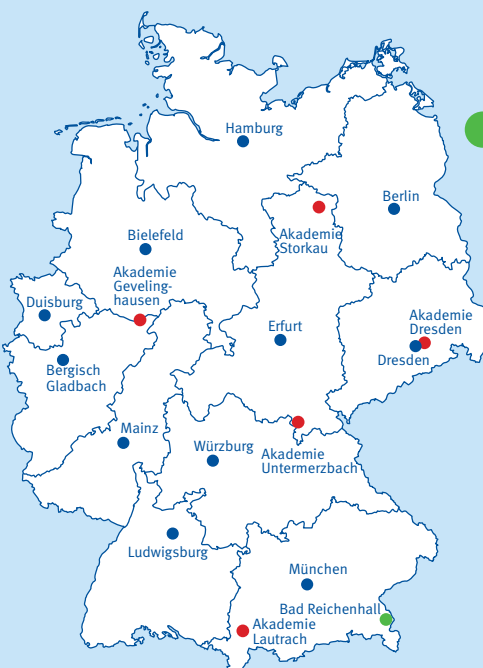 Hamburg
Berlin
Akademie
Storkau
Bielefeld
Akademie
Geveling-
hausen
Duisburg
Akademie
Dresden
Erfurt
Dresden
Bergisch
Gladbach
Mainz
Würzburg
Akademie
Untermerzbach
Ludwigsburg
München
Bad Reichenhall
Akademie
Lautrach